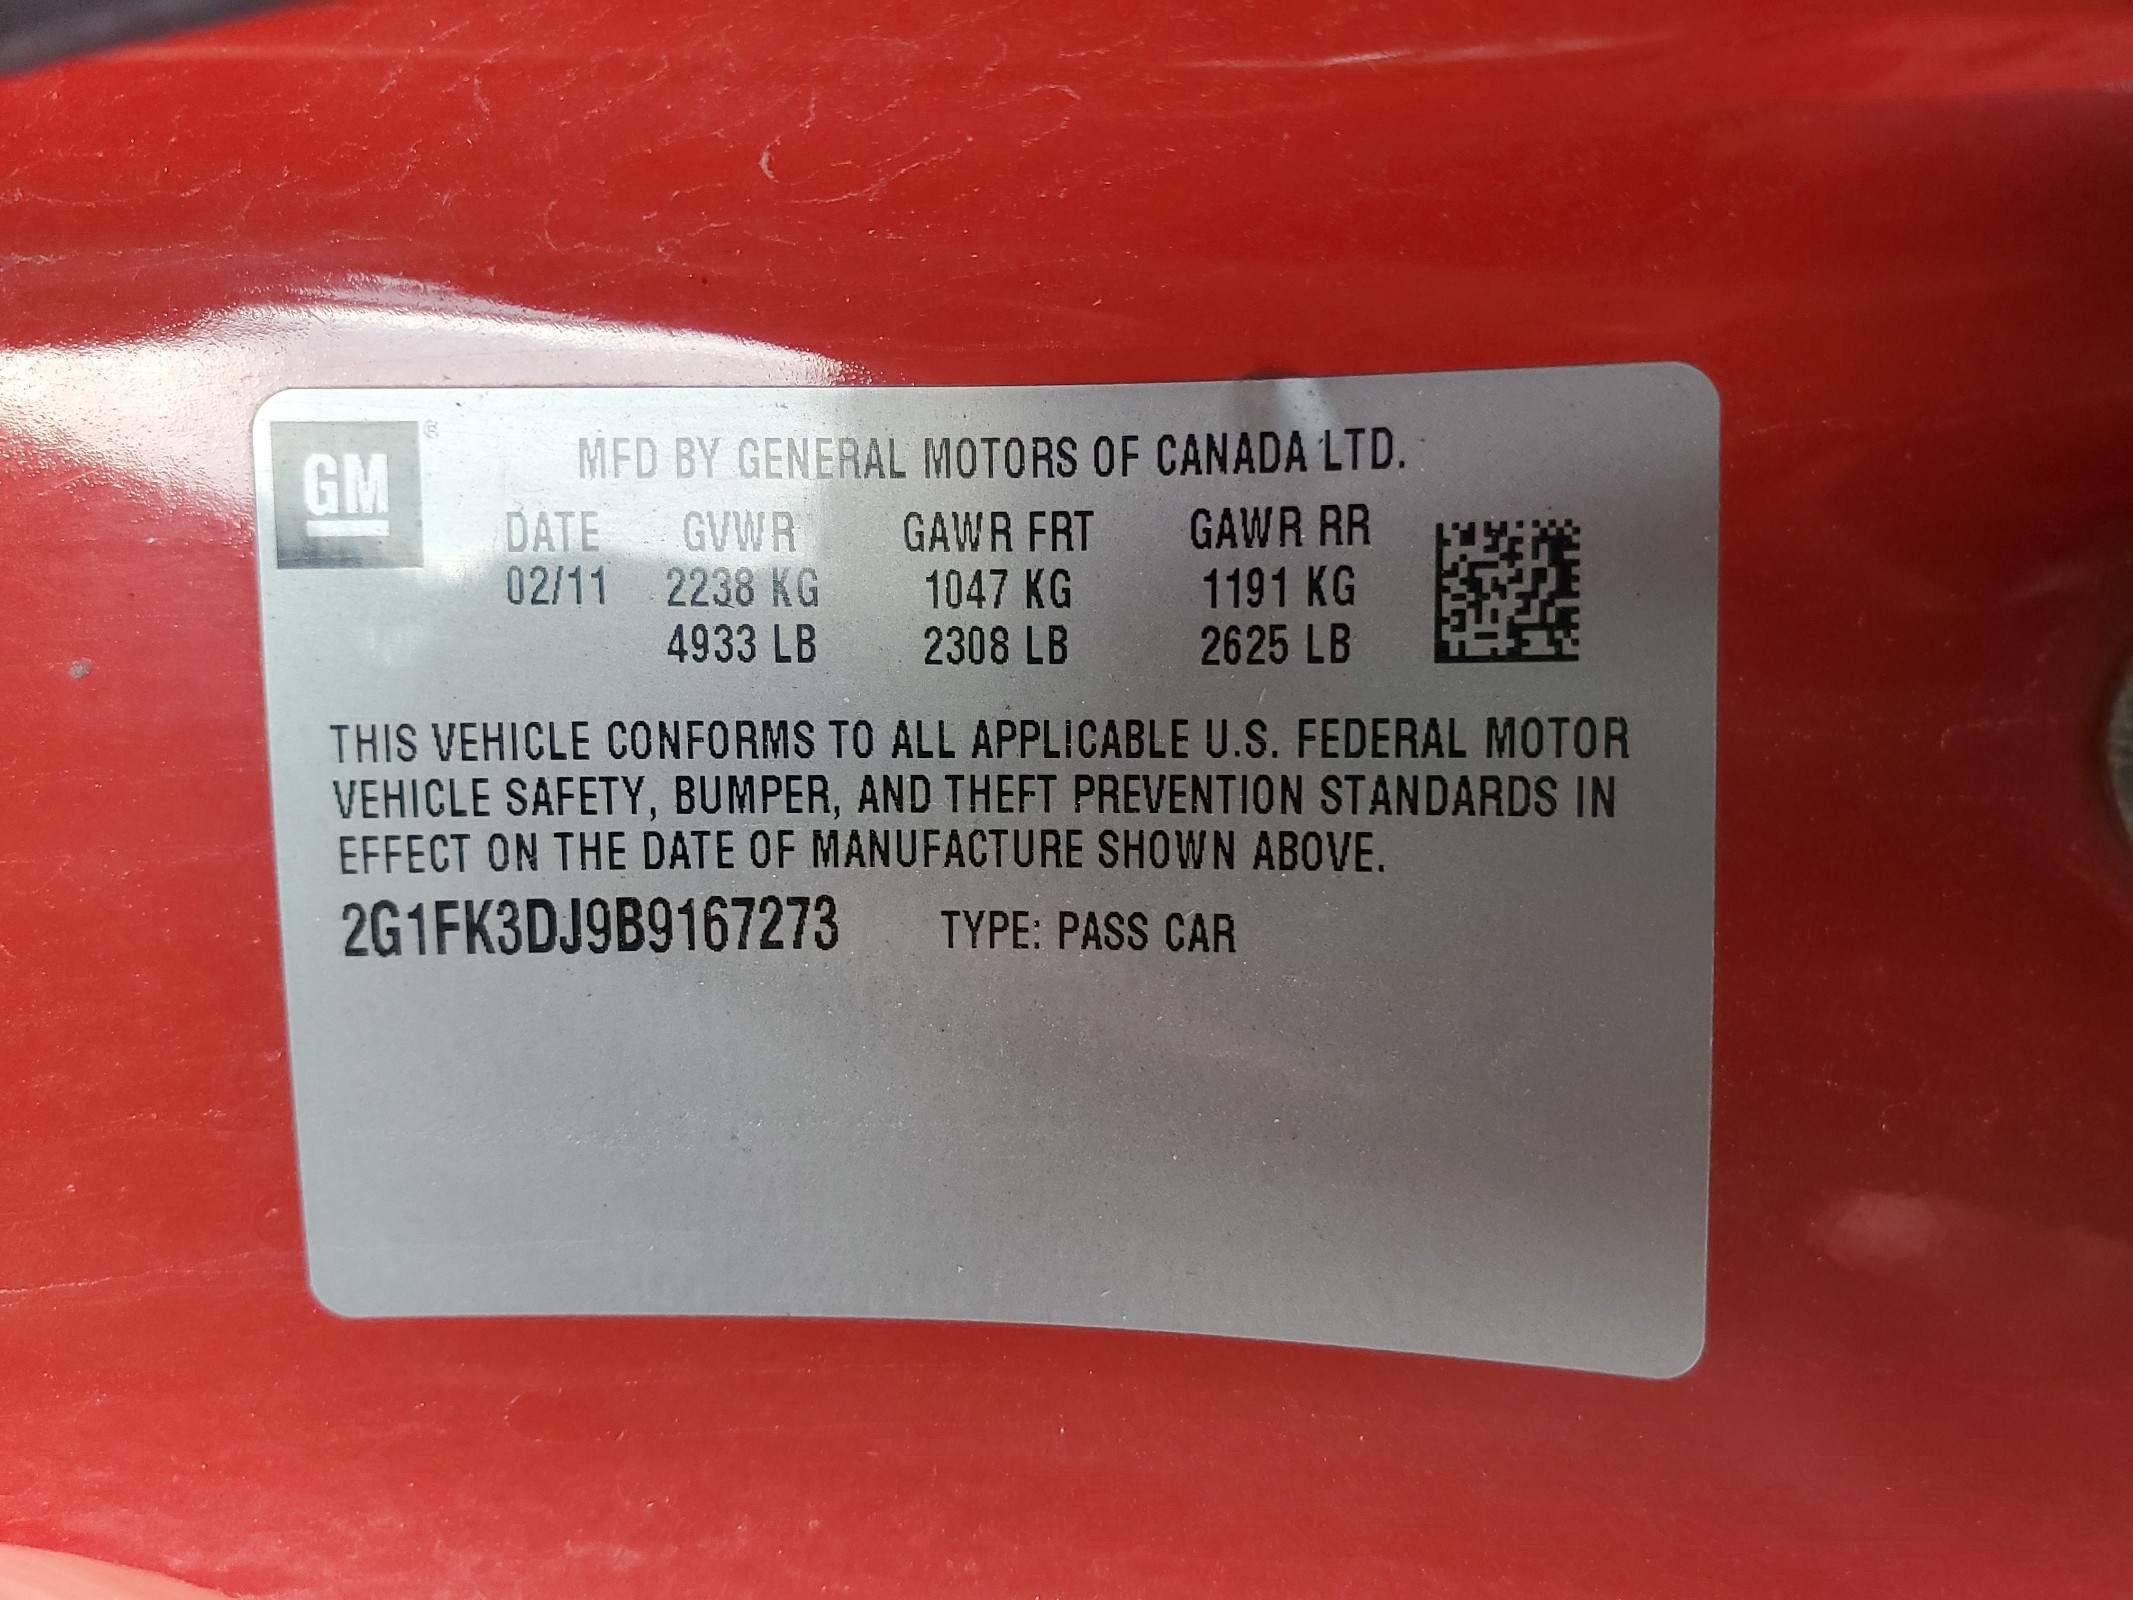 GM ®
MFD BY GENERAL MOTORS OF CANADA LTD.
DATE GVWR GAWR FRT GAWR RR
02/11 2238 KG 1047 KG 1191 KG
4933 LB 2308 LB 2625 LB
THIS VEHICLE CONFORMS TO ALL APPLICABLE U.S. FEDERAL MOTOR
VEHICLE SAFETY, BUMPER, AND THEFT PREVENTION STANDARDS IN
EFFECT ON THE DATE OF MANUFACTURE SHOWN ABOVE.
2G1FK3DJ9B9167273 TYPE: PASS CAR